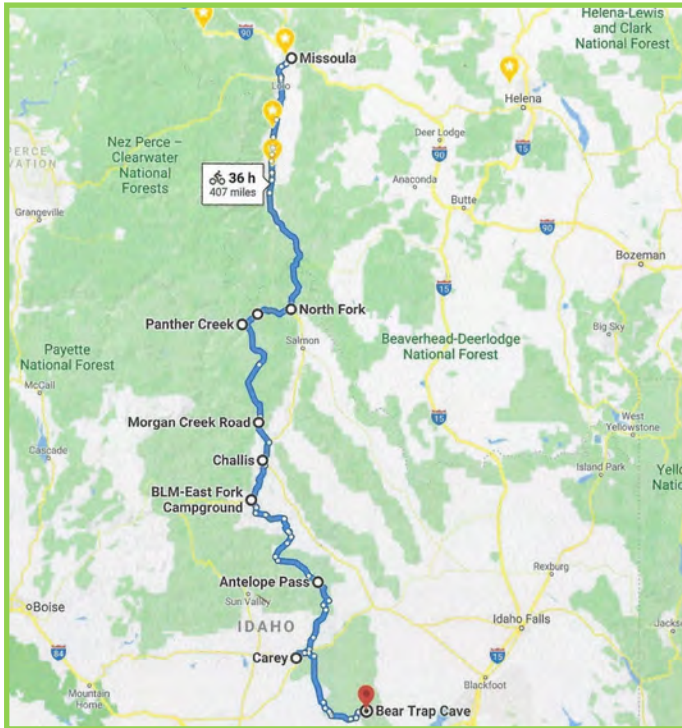 Helena-Lewis
and Clark
National Forest
90
Missoula
Lolo
Helena
Nez Perce –
Clearwater
National
Forests
Deer Lodge
15
90
36 h
407 miles
Anaconda
Butte
Grangeville
90
Bozeman
15
North Fork
Panther Creek
Salmon
Big Sky
Beaverhead-Deerlodge
National Forest
Payette
National Forest
McCall
15
Morgan Creek Road
West
Yellowstone
Cascade
Challis
Island Park
BLM-East Fork
Campground
Antelope Pass
Rexburg
Sun Valley
Boise
IDAHO
Idaho Falls
84
Carey
15
Mountain
Home
Blackfoot
Bear Trap Cave